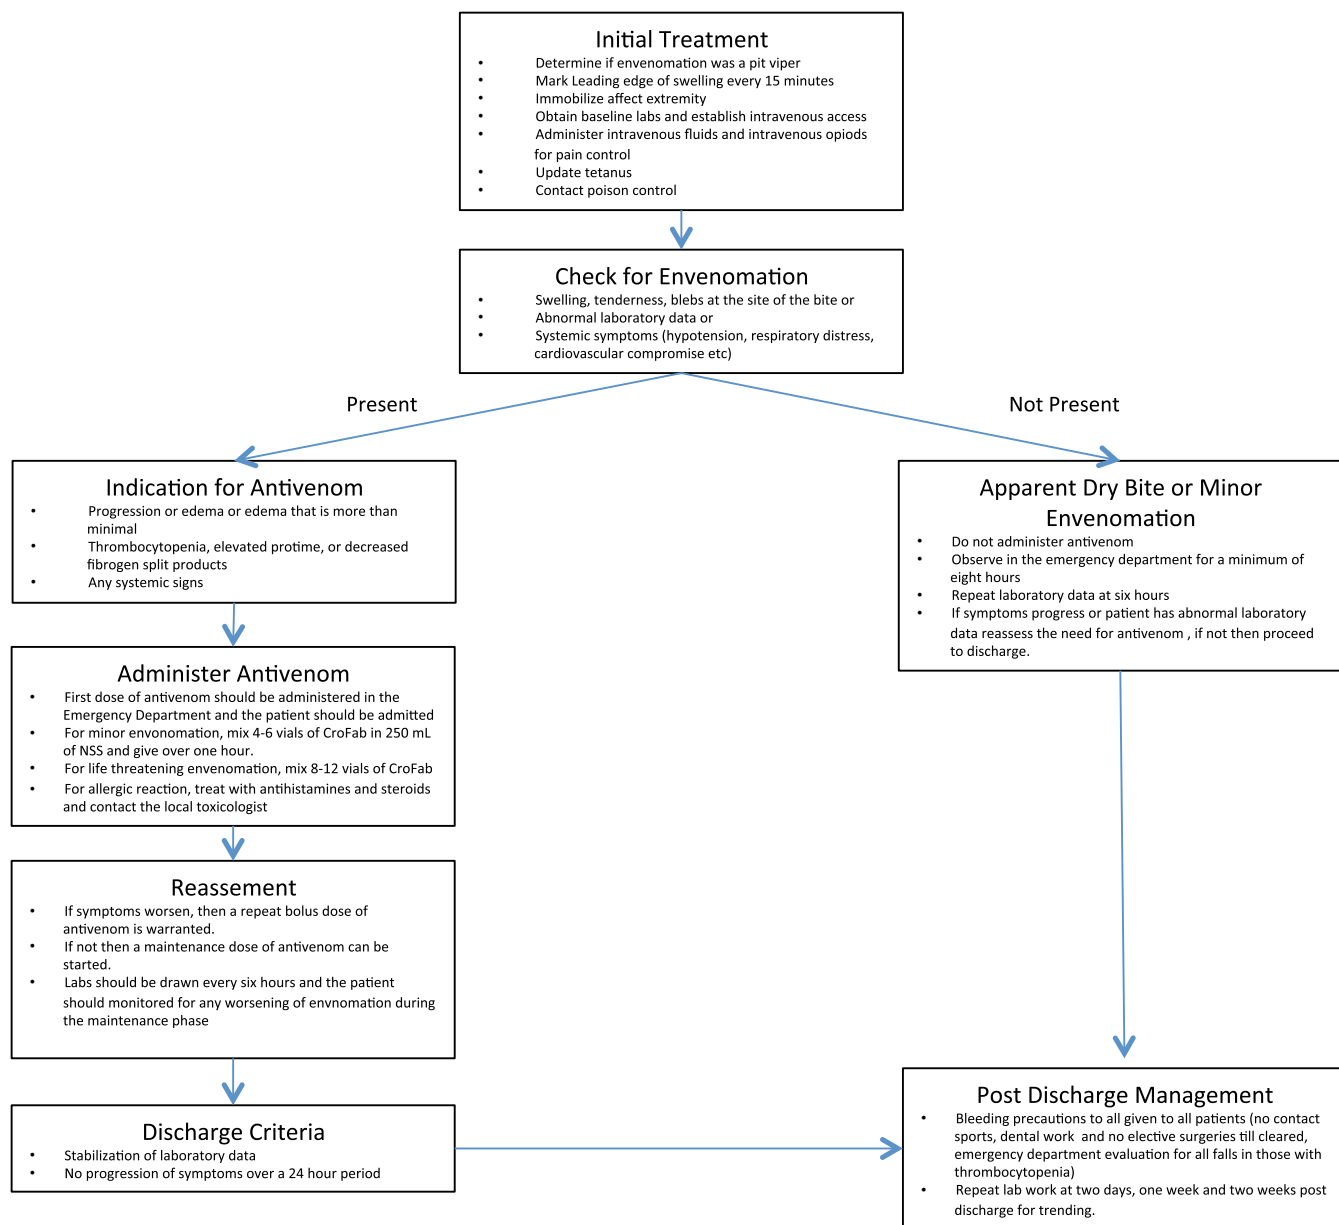 Initial Treatment
• Determine if envenomation was a pit viper
• Mark Leading edge of swelling every 15 minutes
• Immobilize affect extremity
• Obtain baseline labs and establish intravenous access
• Administer intravenous fluids and intravenous opiods
for pain control
• Update tetanus
• Contact poison control
Check for Envenomation
• Swelling, tenderness, blebs at the site of the bite or
• Abnormal laboratory data or
• Systemic symptoms (hypotension, respiratory distress,
cardiovascular compromise etc)
Present
Not Present
Indication for Antivenom
• Progression or edema or edema that is more than
minimal
• Thrombocytopenia, elevated protime, or decreased
fibrogen split products
• Any systemic signs
Administer Antivenom
• First dose of antivenom should be administered in the
Emergency Department and the patient should be admitted
• For minor envonomation, mix 4-6 vials of CroFab in 250 mL
of NSS and give over one hour.
• For life threatening envenomation, mix 8-12 vials of CroFab
• For allergic reaction, treat with antihistamines and steroids
and contact the local toxicologist
Reassement
• If symptoms worsen, then a repeat bolus dose of
antivenom is warranted.
• If not then a maintenance dose of antivenom can be
started.
• Labs should be drawn every six hours and the patient
should monitored for any worsening of envnomation during
the maintenance phase
Discharge Criteria
• Stabilization of laboratory data
• No progression of symptoms over a 24 hour period
Apparent Dry Bite or Minor
Envenomation
• Do not administer antivenom
• Observe in the emergency department for a minimum of
eight hours
• Repeat laboratory data at six hours
• If symptoms progress or patient has abnormal laboratory
data reassess the need for antivenom , if not then proceed
to discharge.
Post Discharge Management
• Bleeding precautions to all given to all patients (no contact
sports, dental work and no elective surgeries till cleared,
emergency department evaluation for all falls in those with
thrombocytopenia)
• Repeat lab work at two days, one week and two weeks post
discharge for trending.